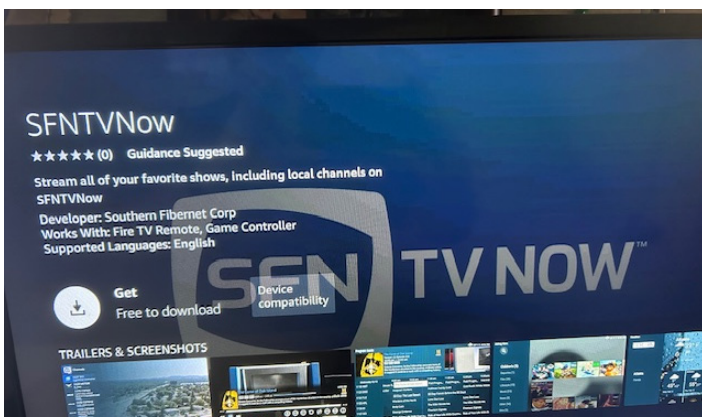 SFNTVNow
★★★★★ (0) Guidance Suggested
Stream all of your favorite shows, including local channels on
SFNTVNow
Developer: Southern Fibernet Corp
Works With: Fire TV Remote, Game Controller
Supported Languages: English
SFN TV NOW™
Get
Free to download
Device
compatibility
TRAILERS & SCREENSHOTS